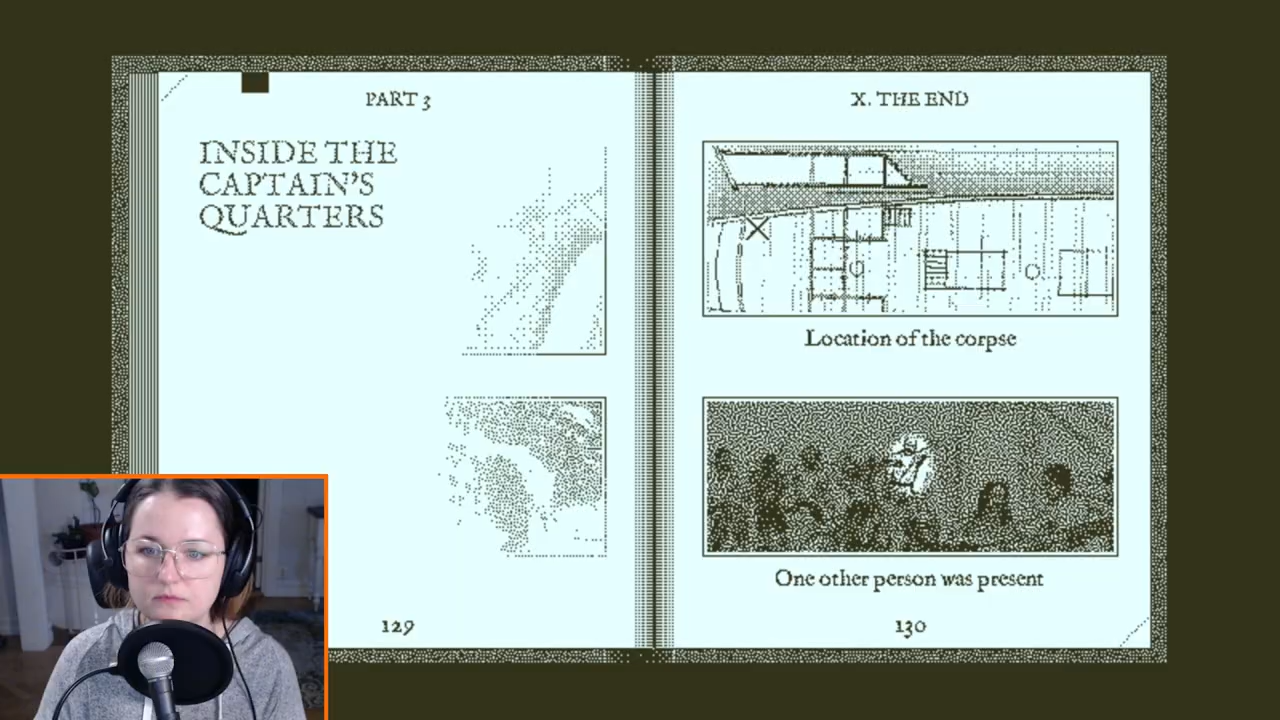 PART 3
INSIDE THE
CAPTAIN'S
QUARTERS
129
X. THE END
Location of the corpse
One other person was present
130